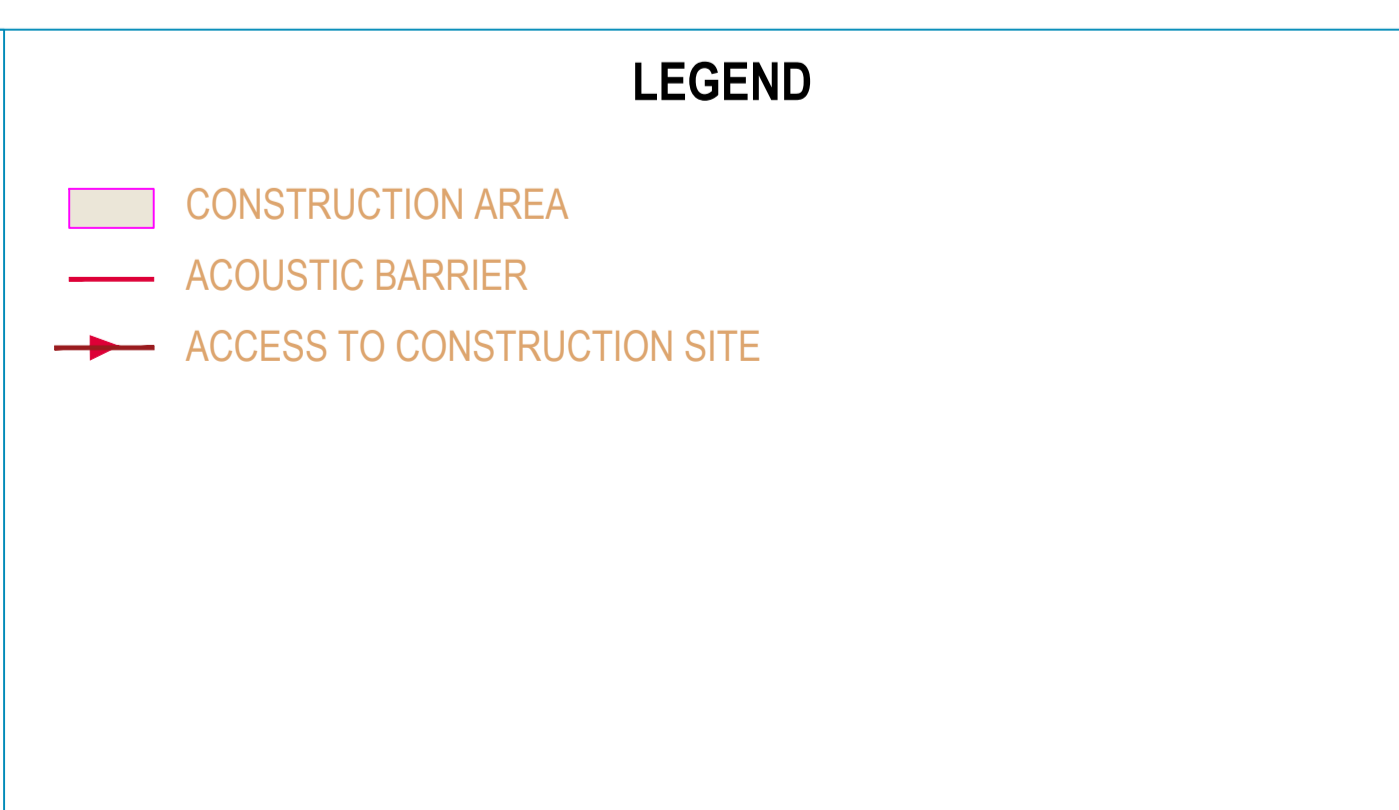 LEGEND
CONSTRUCTION AREA
ACOUSTIC BARRIER
ACCESS TO CONSTRUCTION SITE